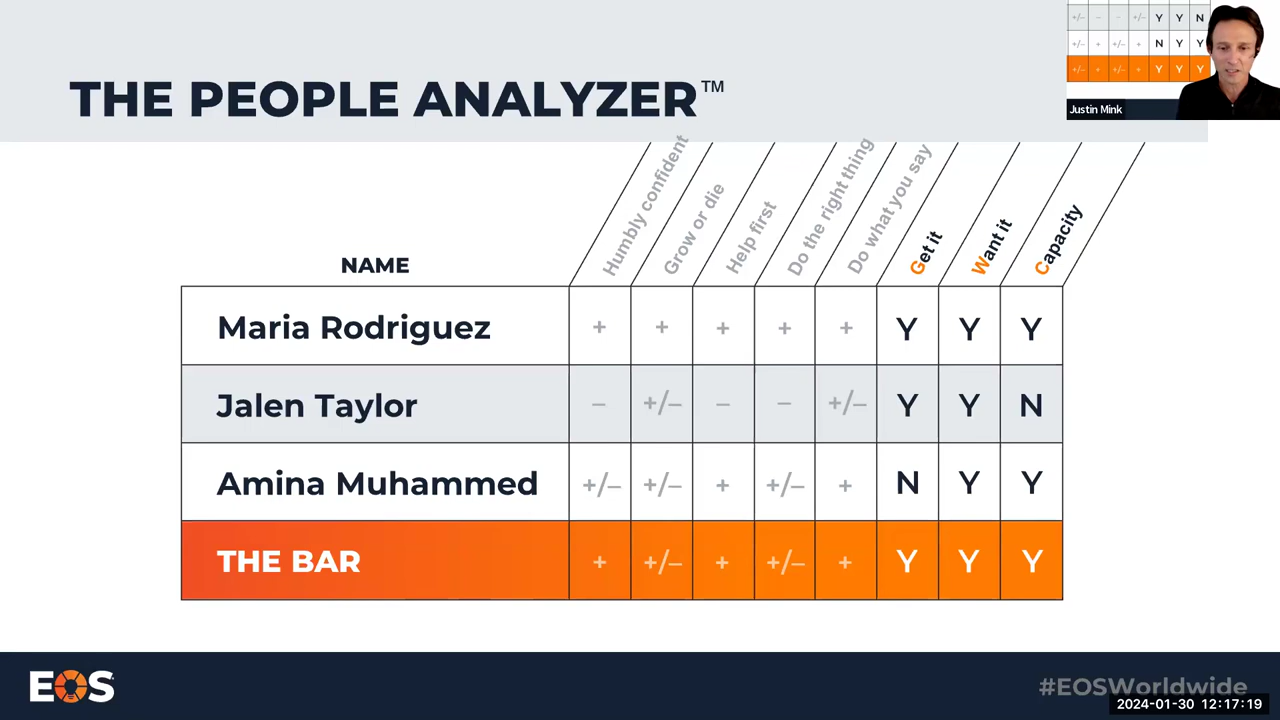 THE PEOPLE ANALYZER™
+/– – – +/– Y Y N
+/– + +/– + N Y Y
+/– + +/– + Y Y Y
Justin Mink
NAME Humbly confident Grow or die Help first Do the right thing Do what you say Get it Want it Capacity
Maria Rodriguez + + + + + Y Y Y
Jalen Taylor – +/– – – +/– Y Y N
Amina Muhammed +/– +/– + +/– + N Y Y
THE BAR + +/– + +/– + Y Y Y
EOS
#EOSWorldwide
2024-01-30 12:17:19